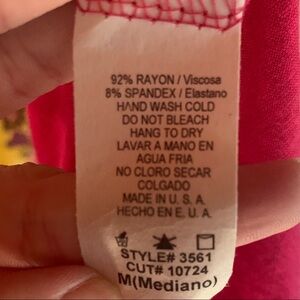 92% RAYON / Viscosa
8% SPANDEX / Elastano
HAND WASH COLD
DO NOT BLEACH
HANG TO DRY
LAVAR A MANO EN
AGUA FRIA
NO CLORO SECAR
COLGADO
MADE IN U. S. A.
HECHO EN E. U. A.
STYLE# 3561
CUT# 10724
M(Mediano)